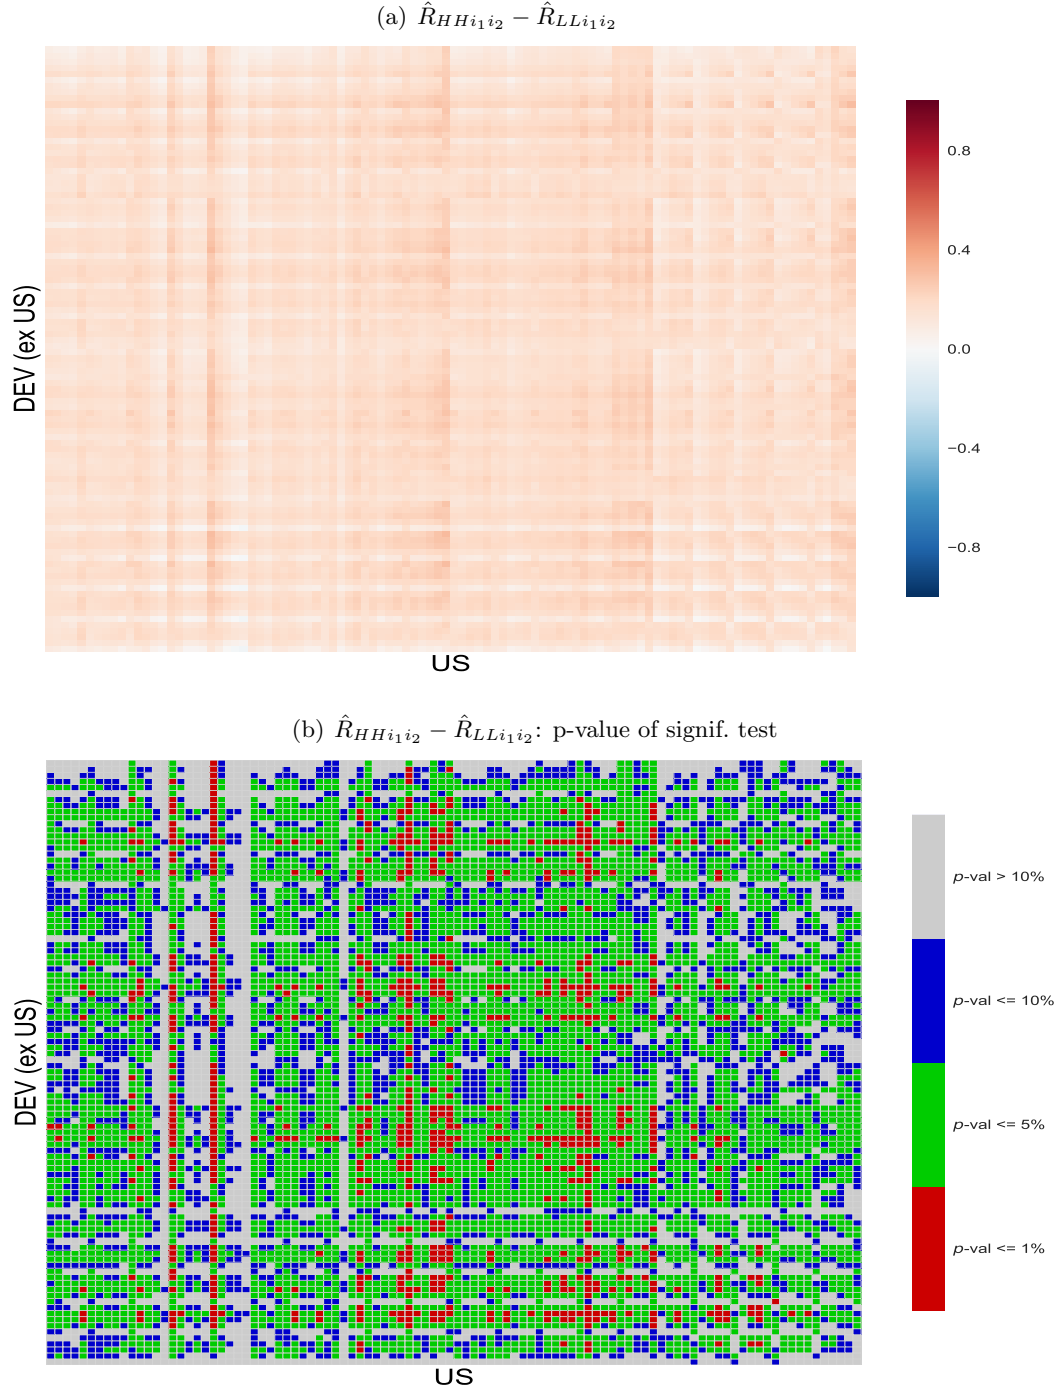 (a) R̂_{HHi₁i₂} − R̂_{LLi₁i₂}
0.8
0.4
0.0
−0.4
−0.8
DEV (ex US)
US
(b) R̂_{HHi₁i₂} − R̂_{LLi₁i₂}: p-value of signif. test
p-val > 10%
p-val <= 10%
p-val <= 5%
p-val <= 1%
DEV (ex US)
US